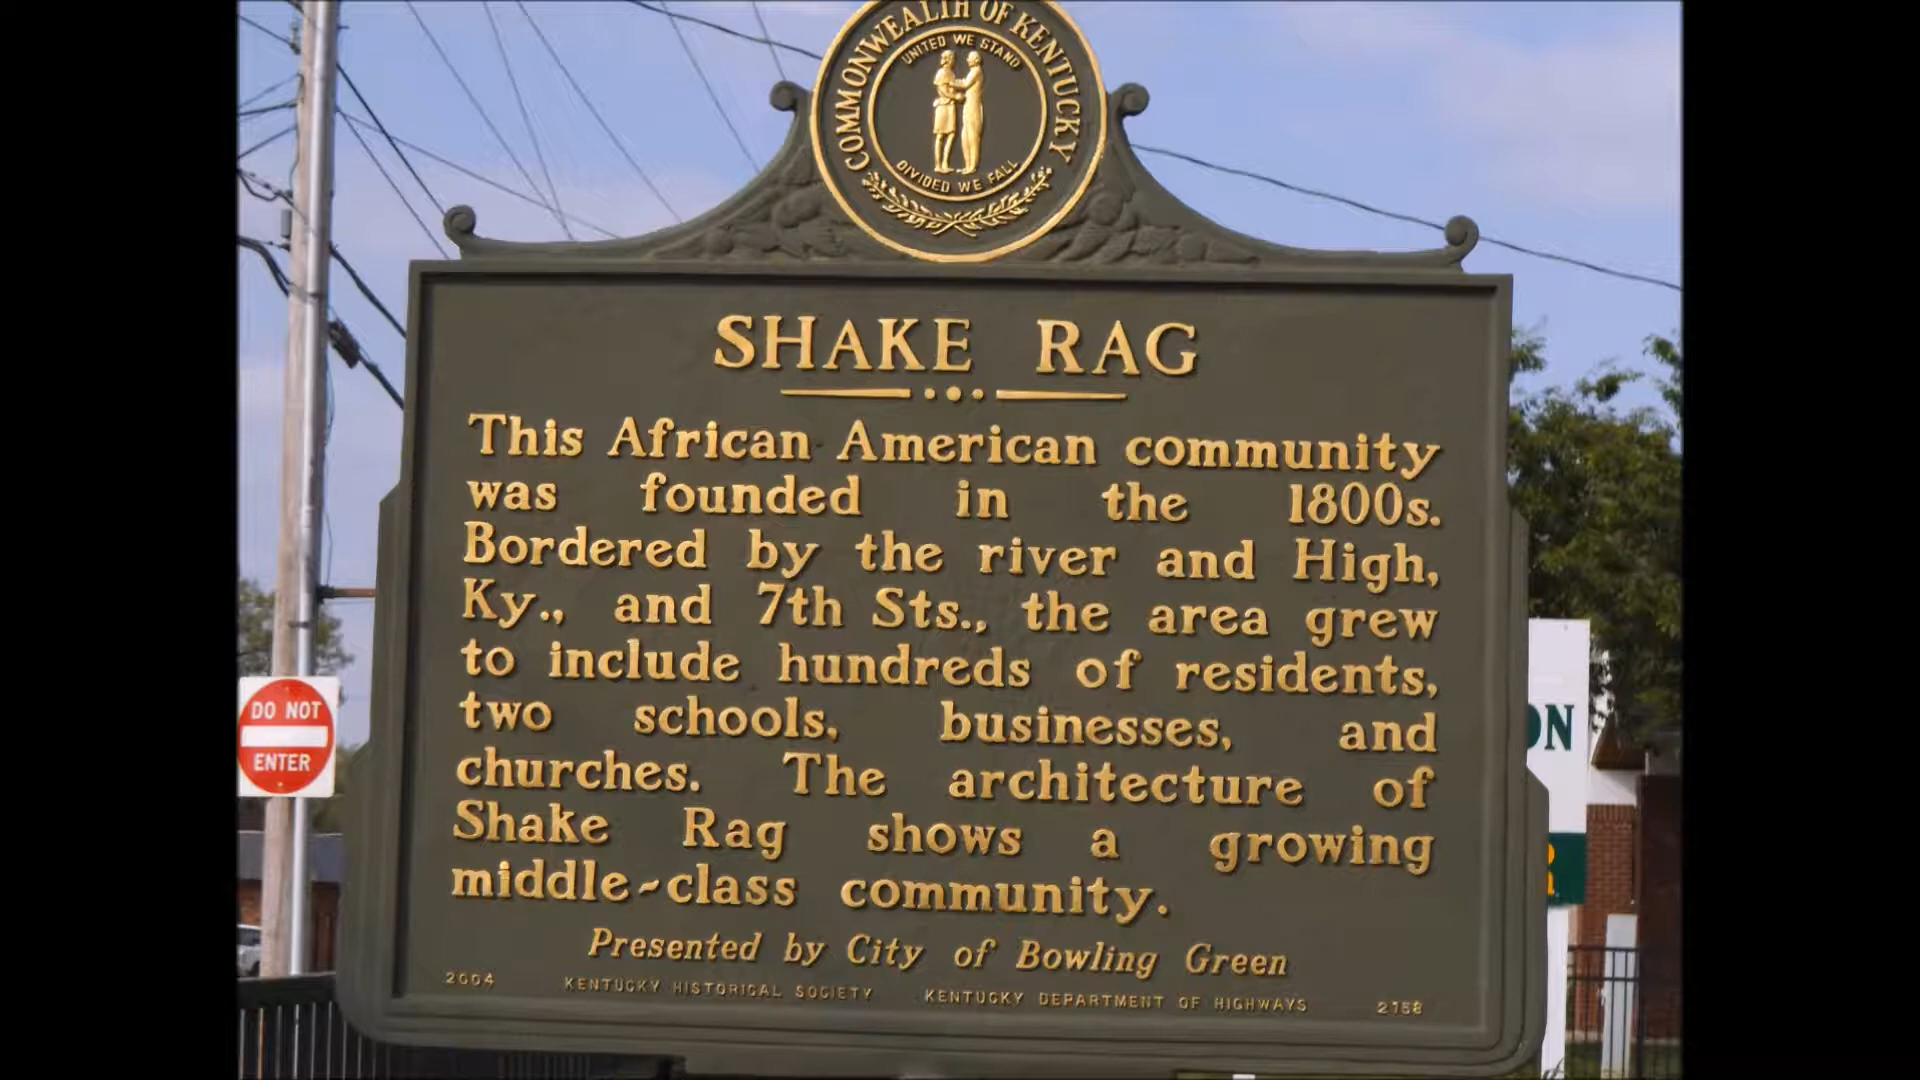 COMMONWEALTH OF KENTUCKY
UNITED WE STAND
DIVIDED WE FALL
SHAKE RAG
This African American community
was founded in the 1800s.
Bordered by the river and High,
Ky., and 7th Sts., the area grew
to include hundreds of residents,
two schools, businesses, and
churches. The architecture of
Shake Rag shows a growing
middle-class community.
Presented by City of Bowling Green
2004 KENTUCKY HISTORICAL SOCIETY KENTUCKY DEPARTMENT OF HIGHWAYS 2158
DO NOT
ENTER
ON